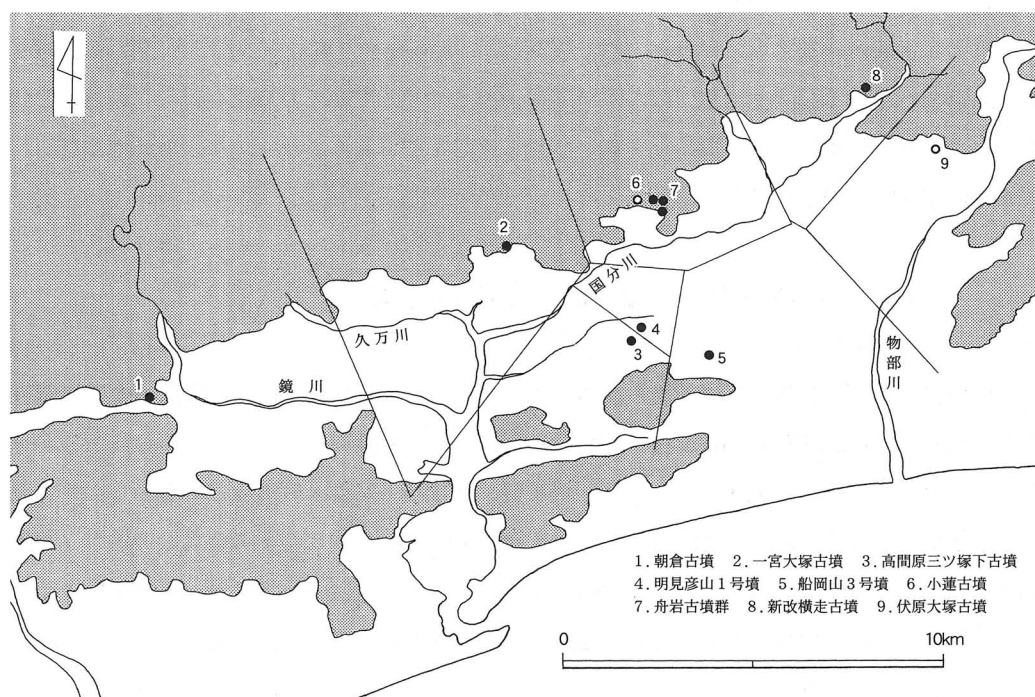 8
9
6
7
2
国分川
久万川
4
3
5
物部川
1
鏡川
1.朝倉古墳 2.一宮大塚古墳 3.高間原三ツ塚下古墳
4.明見彦山1号墳 5.船岡山3号墳 6.小蓮古墳
7.舟岩古墳群 8.新改横走古墳 9.伏原大塚古墳
0 10km